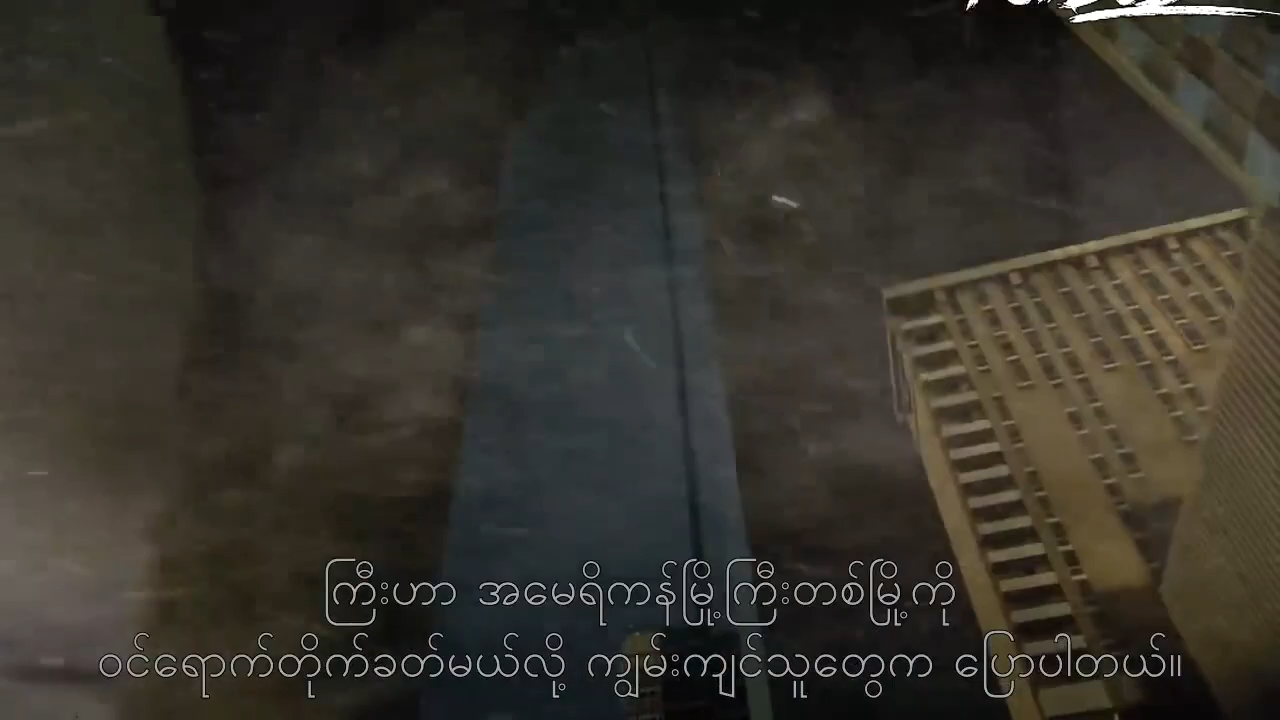 ကြီးဟာ အမေရိကန်မြို့ကြီးတစ်မြို့ကို
ဝင်ရောက်တိုက်ခတ်မယ်လို့ ကျွမ်းကျင်သူတွေက ပြောပါတယ်။